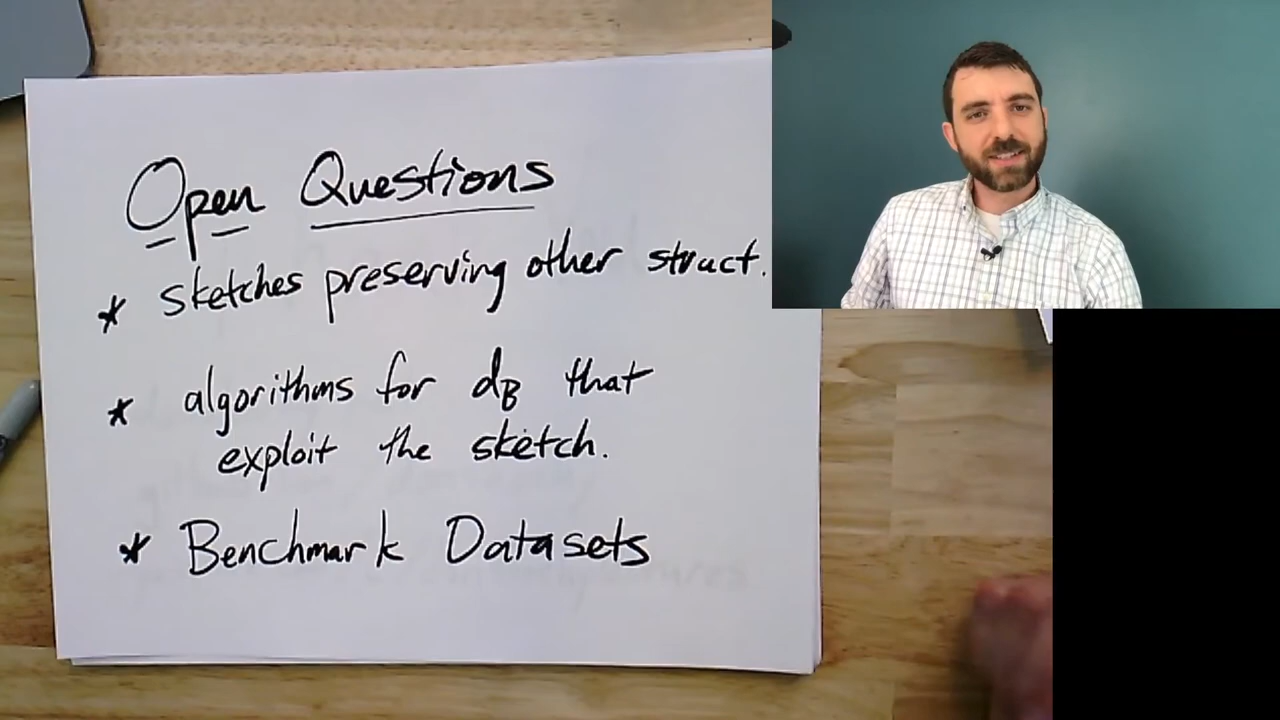 Open Questions
* sketches preserving other struct.
* algorithms for dB that
exploit the sketch.
* Benchmark Datasets